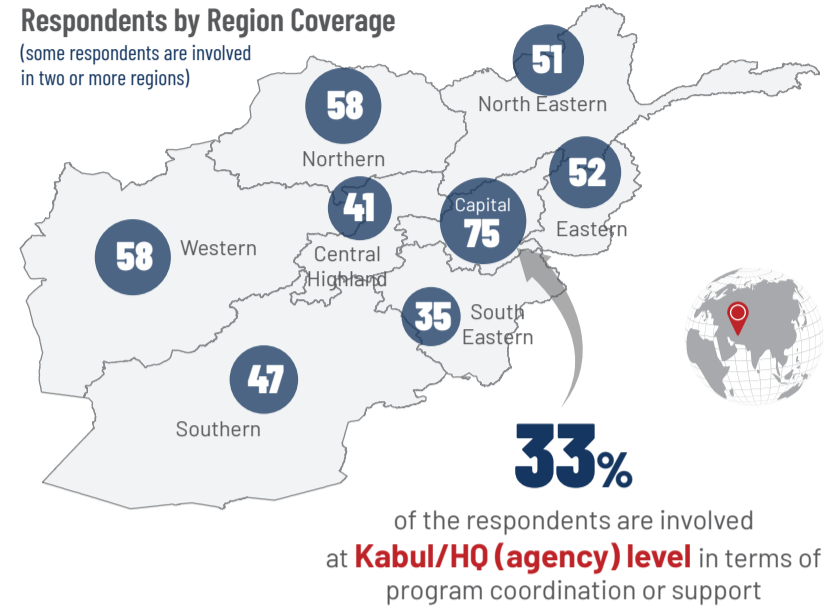 Respondents by Region Coverage
(some respondents are involved
in two or more regions)
51
North Eastern
58
Northern
52
Eastern
Capital
75
41
Central
Highland
58
Western
35
South
Eastern
47
Southern
33%
of the respondents are involved
at Kabul/HQ (agency) level in terms of
program coordination or support